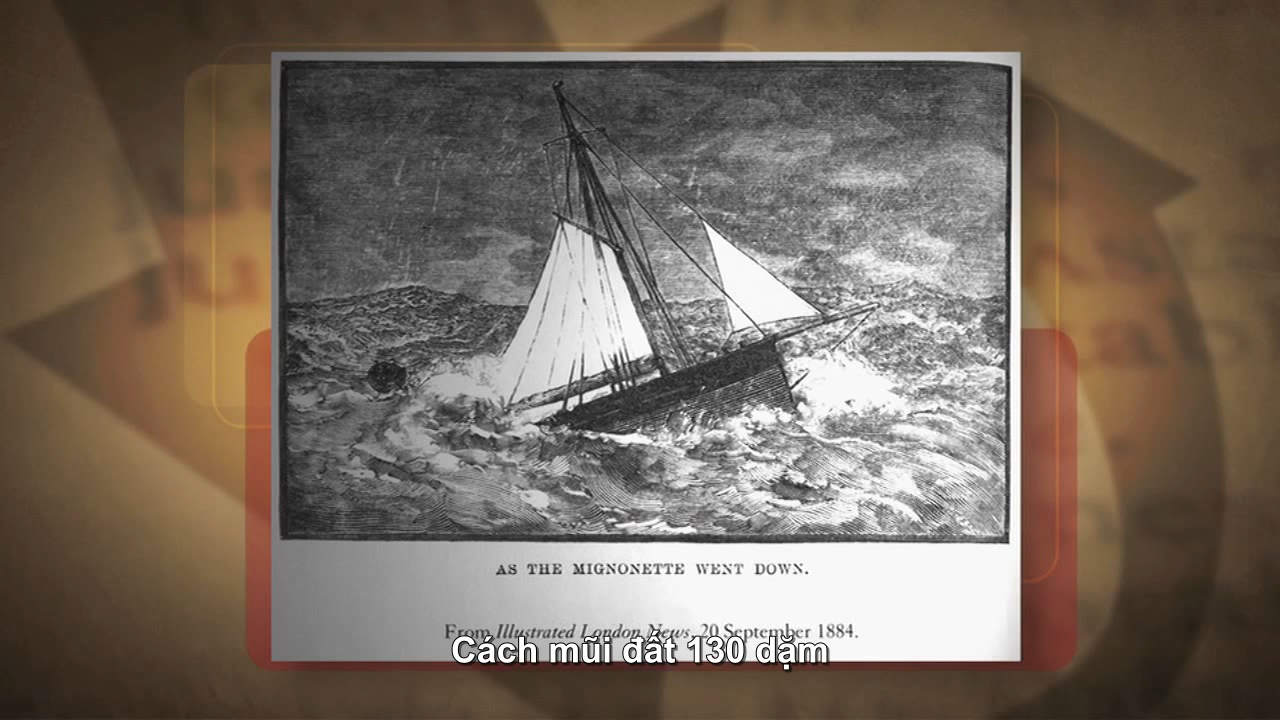 AS THE MIGNONETTE WENT DOWN.
From Illustrated London News, 20 September 1884.
Cách mũi đất 130 dặm